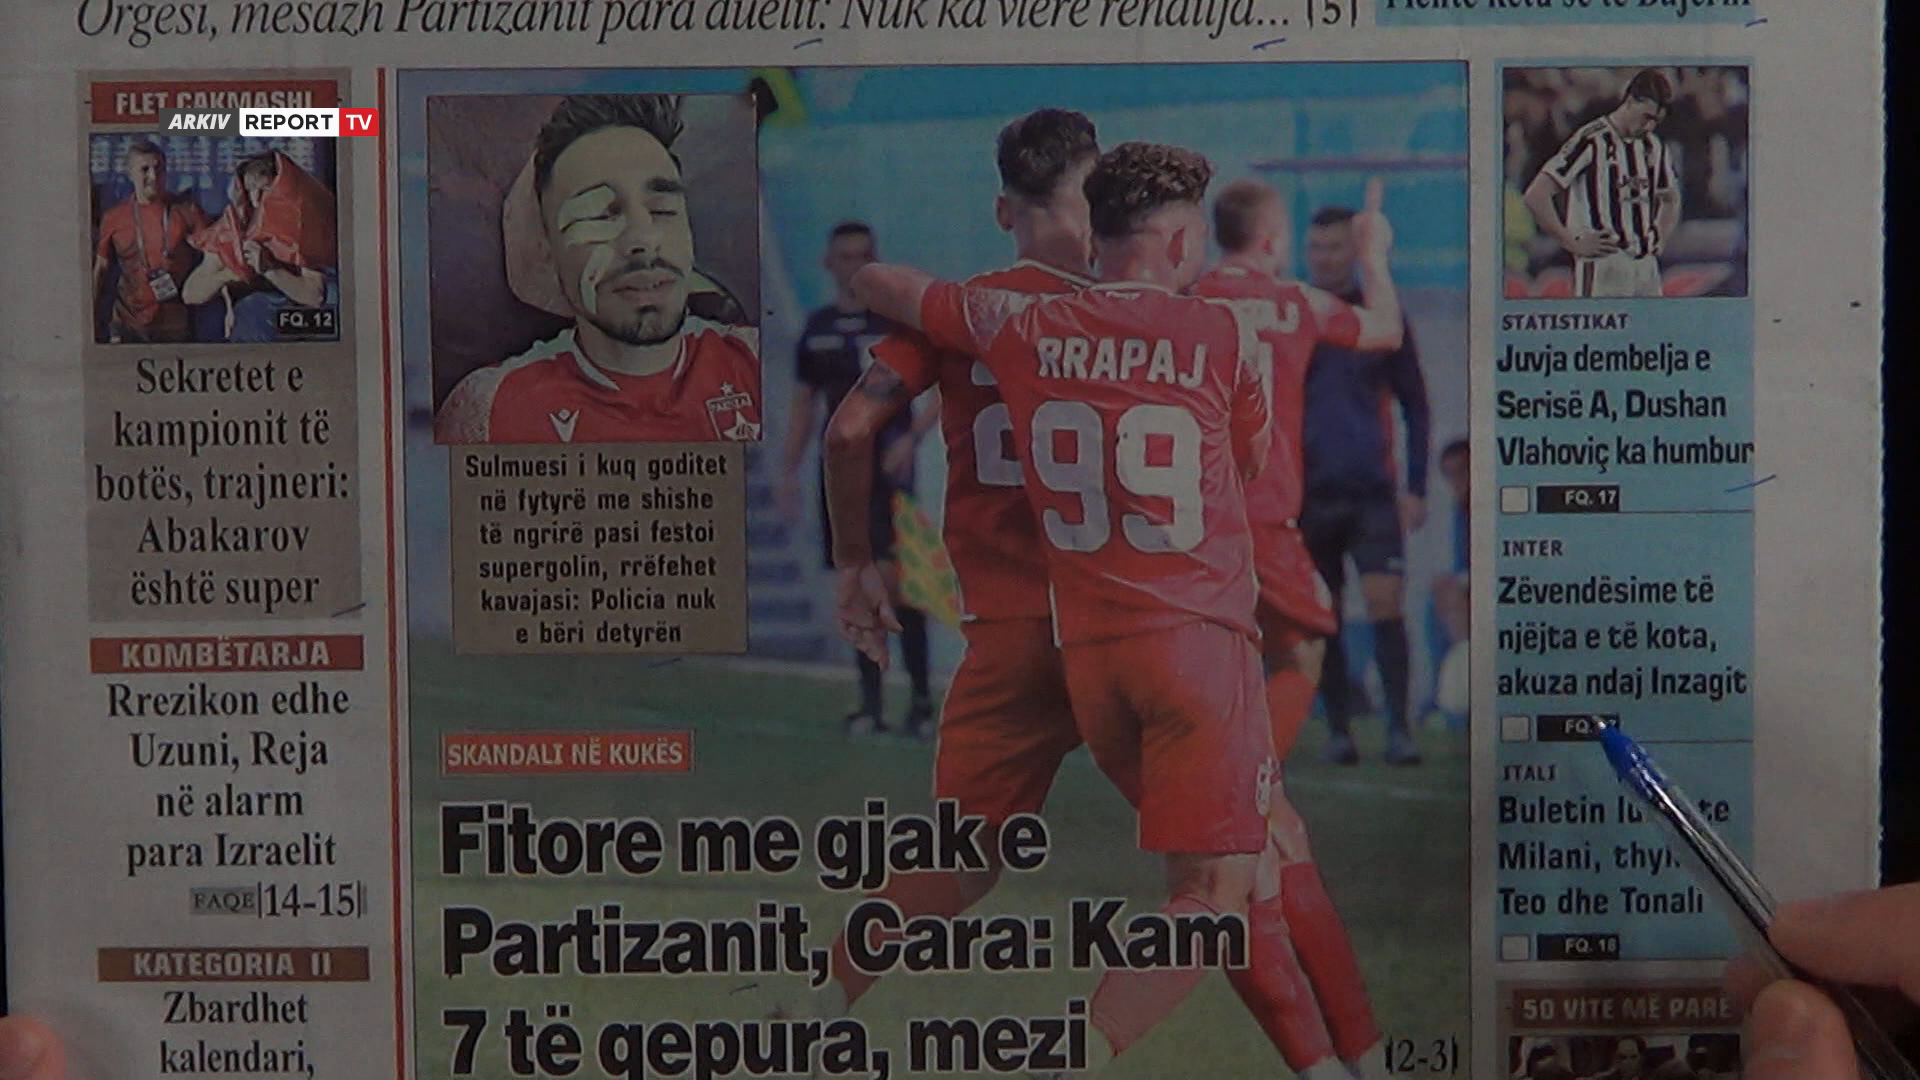 Orgesi, mesazh Partizanit para duelit: Nuk ka vlerë renditja... |5|
FLET ÇAKMASHI
ARKIV REPORT TV
FQ. 12
Sekretet e
kampionit të
botës, trajneri:
Abakarov
është super
KOMBËTARJA
Rrezikon edhe
Uzuni, Reja
në alarm
para Izraelit
FAQE|14-15|
KATEGORIA II
Zbardhet
kalendari,
Sulmuesi i kuq goditet
në fytyrë me shishe
të ngrirë pasi festoi
supergolin, rrëfehet
kavajasi: Policia nuk
e bëri detyrën
RRAPAJ
99
SKANDALI NË KUKËS
Fitore me gjak e
Partizanit, Cara: Kam
7 të qepura, mezi
|2-3|
STATISTIKAT
Juvja dembelja e
Serisë A, Dushan
Vlahoviç ka humbur
FQ. 17
INTER
Zëvendësime të
njëjta e të kota,
akuza ndaj Inzagit
FQ.
ITALI
Buletin
Milani,
Teo dhe Tonali
FQ. 18
50 VITE MË PARË